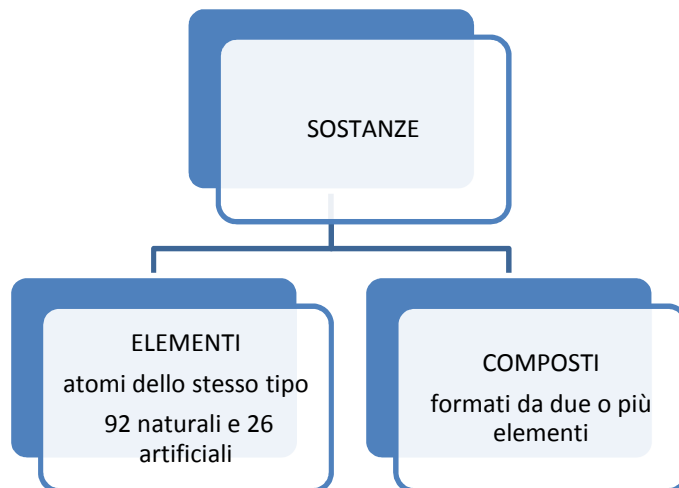 SOSTANZE
ELEMENTI
atomi dello stesso tipo
92 naturali e 26
artificiali
COMPOSTI
formati da due o più
elementi